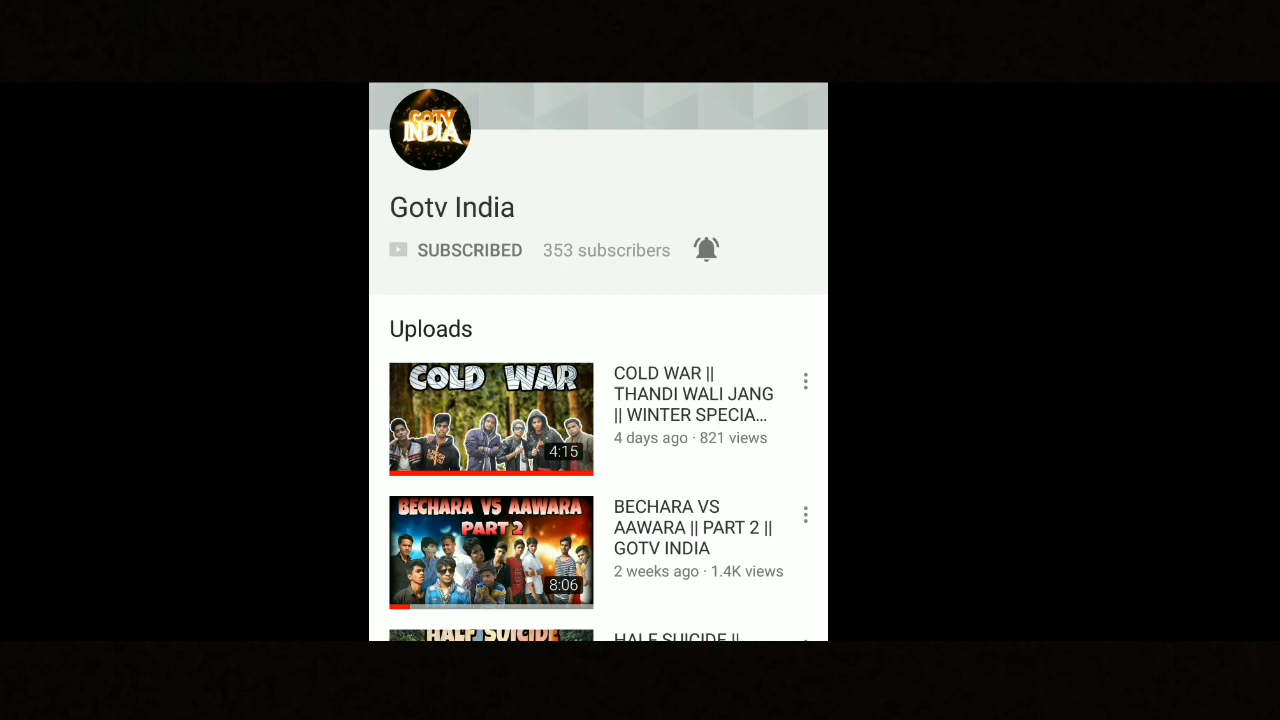 GOTV
INDIA
Gotv India
SUBSCRIBED 353 subscribers
Uploads
COLD WAR
4:15
COLD WAR ||
THANDI WALI JANG
|| WINTER SPECIA...
4 days ago · 821 views
BECHARA VS AAWARA
PART 2
8:06
BECHARA VS
AAWARA || PART 2 ||
GOTV INDIA
2 weeks ago · 1.4K views
HALF SUICIDE
HALF SUICIDE ||